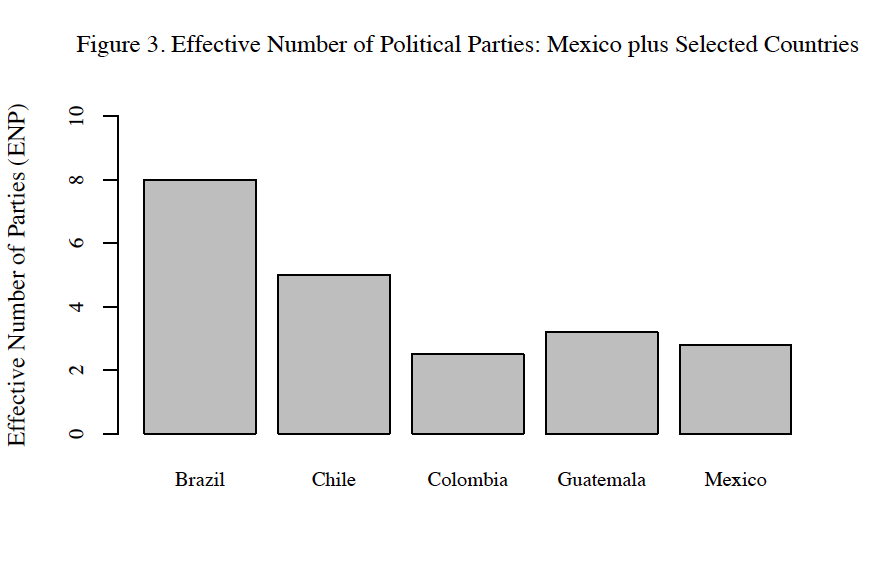 Figure 3. Effective Number of Political Parties: Mexico plus Selected Countries
Effective Number of Parties (ENP)
10
8
6
4
2
0
Brazil Chile Colombia Guatemala Mexico